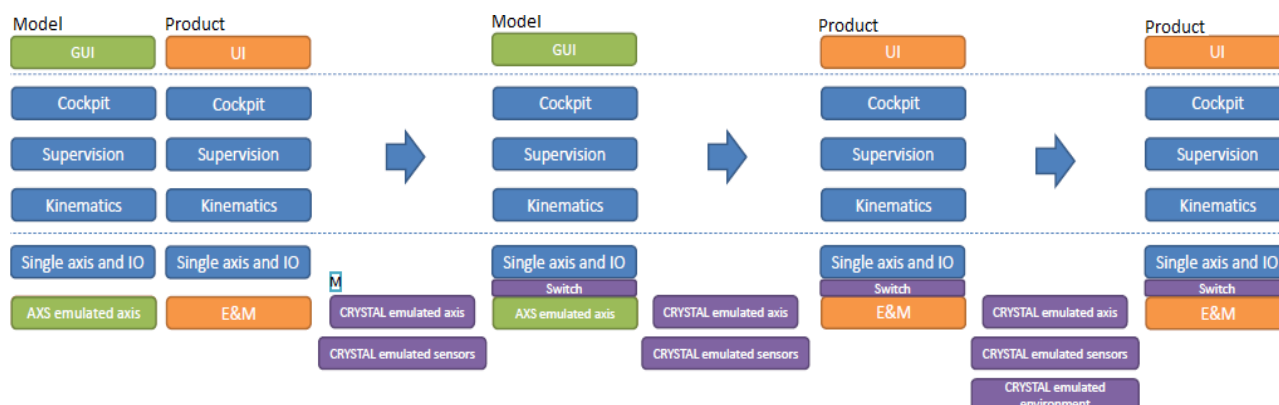 Model
Product
Model
Product
Product
GUI
UI
GUI
UI
UI
Cockpit
Cockpit
Cockpit
Cockpit
Cockpit
Supervision
Supervision
Supervision
Supervision
Supervision
Kinematics
Kinematics
Kinematics
Kinematics
Kinematics
Single axis and IO
Single axis and IO
Single axis and IO
Single axis and IO
Single axis and IO
M
Switch
Switch
Switch
AXS emulated axis
E&M
CRYSTAL emulated axis
AXS emulated axis
CRYSTAL emulated axis
E&M
CRYSTAL emulated axis
E&M
CRYSTAL emulated sensors
CRYSTAL emulated sensors
CRYSTAL emulated sensors
CRYSTAL emulated
environment